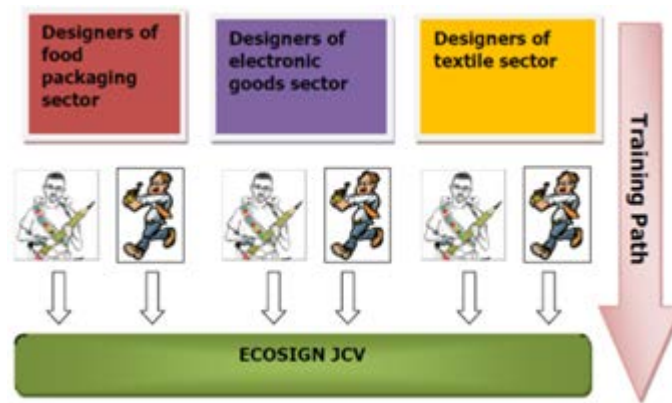 Designers of
food
packaging
sector
Designers of
electronic
goods sector
Designers of
textile sector
Training Path
ECOSIGN JCV